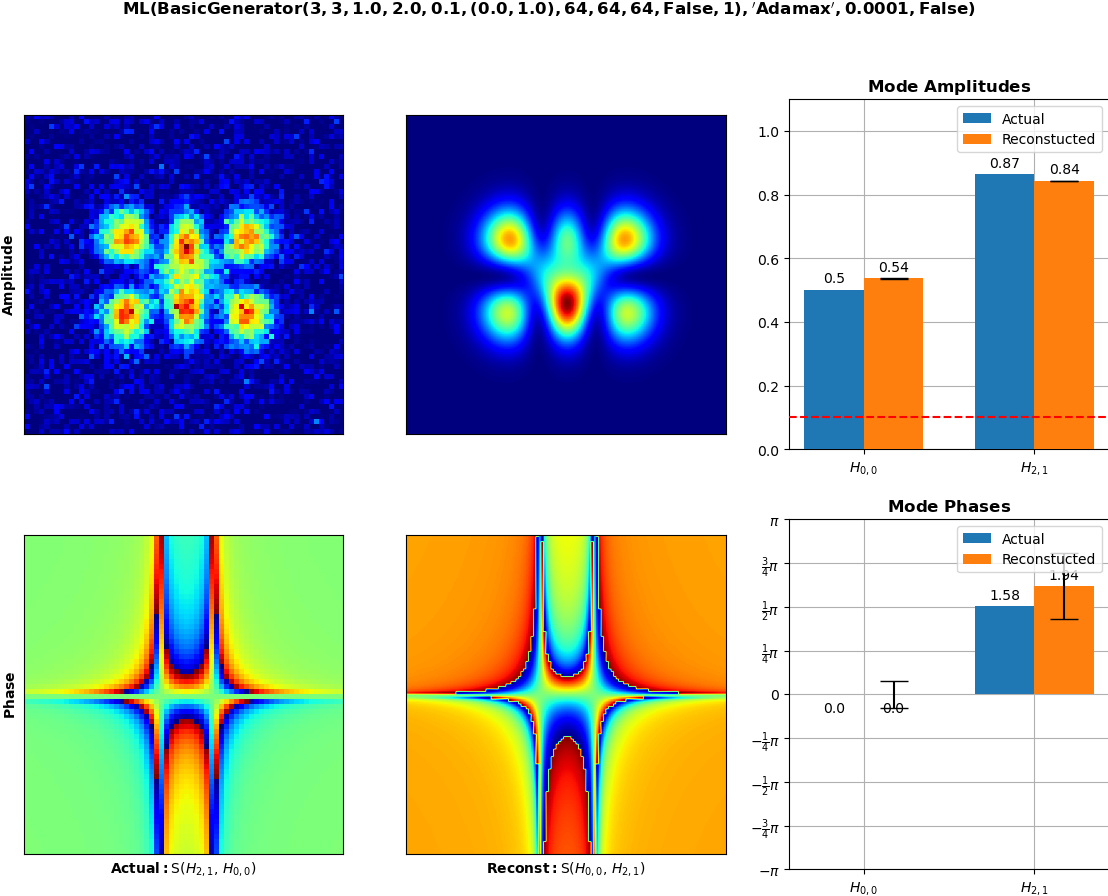 ML(BasicGenerator(3, 3, 1.0, 2.0, 0.1, (0.0, 1.0), 64, 64, 64, False, 1), 'Adamax', 0.0001, False)
Amplitude
Mode Amplitudes
Actual
Reconstucted
1.0
0.8
0.6
0.4
0.2
0.0
0.5
0.54
0.87
0.84
H0, 0
H2, 1
Phase
Actual: S(H2, 1, H0, 0)
Reconst: S(H0, 0, H2, 1)
Mode Phases
Actual
Reconstucted
π
3/4π
1/2π
1/4π
0
−1/4π
−1/2π
−3/4π
−π
0.0
0.0
1.58
1.94
H0, 0
H2, 1